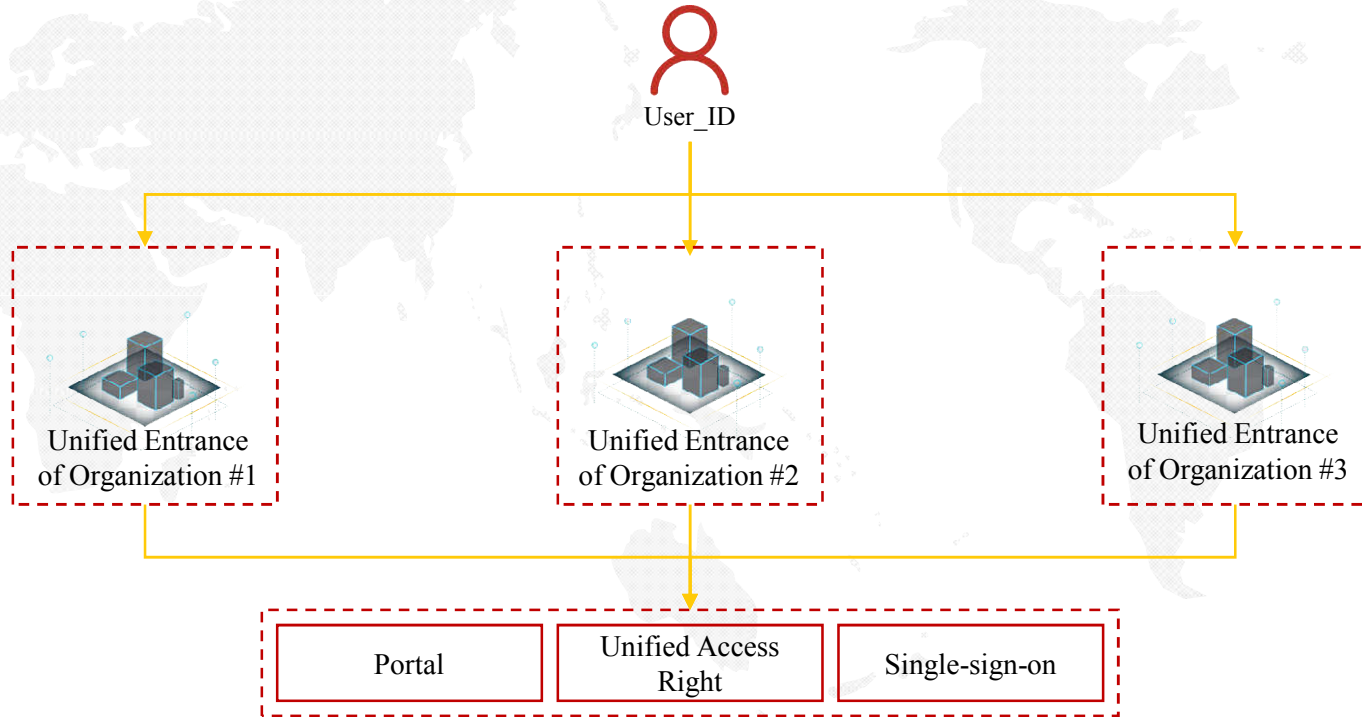 User_ID
Unified Entrance
of Organization #1
Unified Entrance
of Organization #2
Unified Entrance
of Organization #3
Portal
Unified Access
Right
Single-sign-on